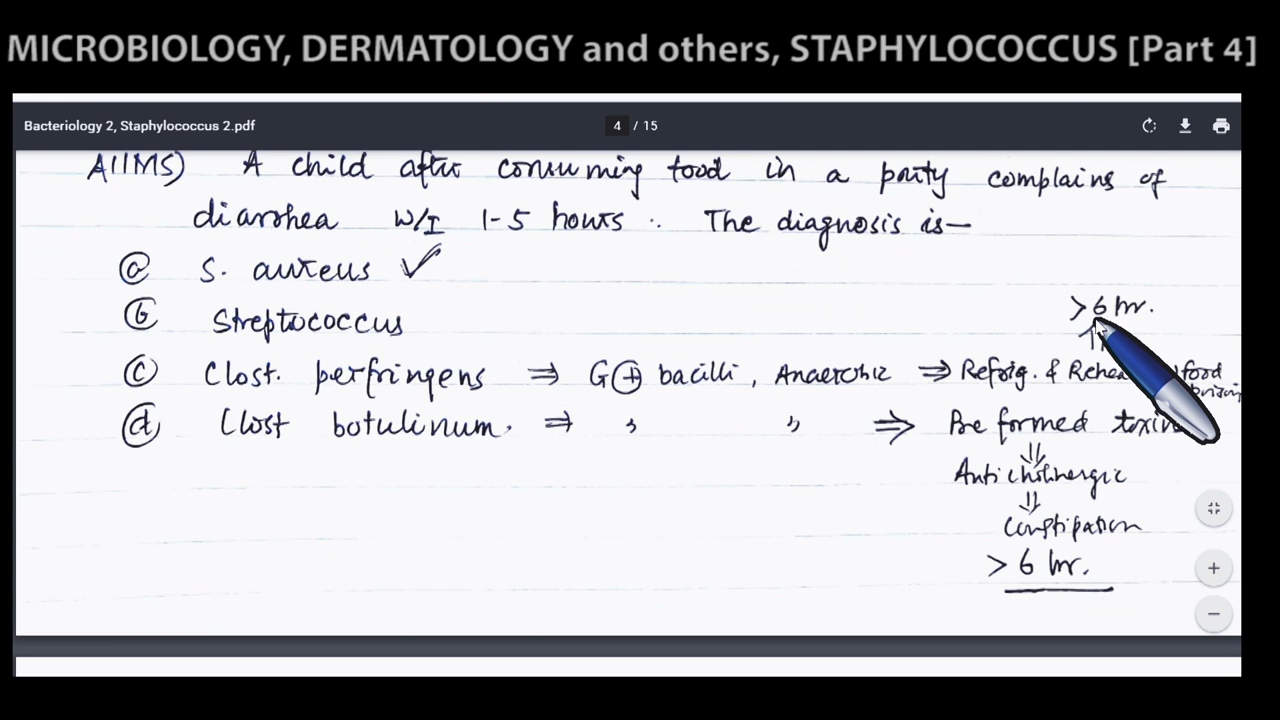 MICROBIOLOGY, DERMATOLOGY and others, STAPHYLOCOCCUS [Part 4]
Bacteriology 2, Staphylococcus 2.pdf
4 / 15
AIIMS) A child after consuming food in a party complains of
diarrhea W/I 1-5 hours. The diagnosis is—
ⓐ S. aureus ✓
ⓑ Streptococcus
> 6 hr.
ⓒ Clost. perfringens ⇒ G⊕ bacilli, Anaerobic ⇒ Refrig. & food
ⓓ Clost botulinum. ⇒ " " ⇒ Pre formed
⇓
Anticholinergic
⇓
Constipation
> 6 hr.